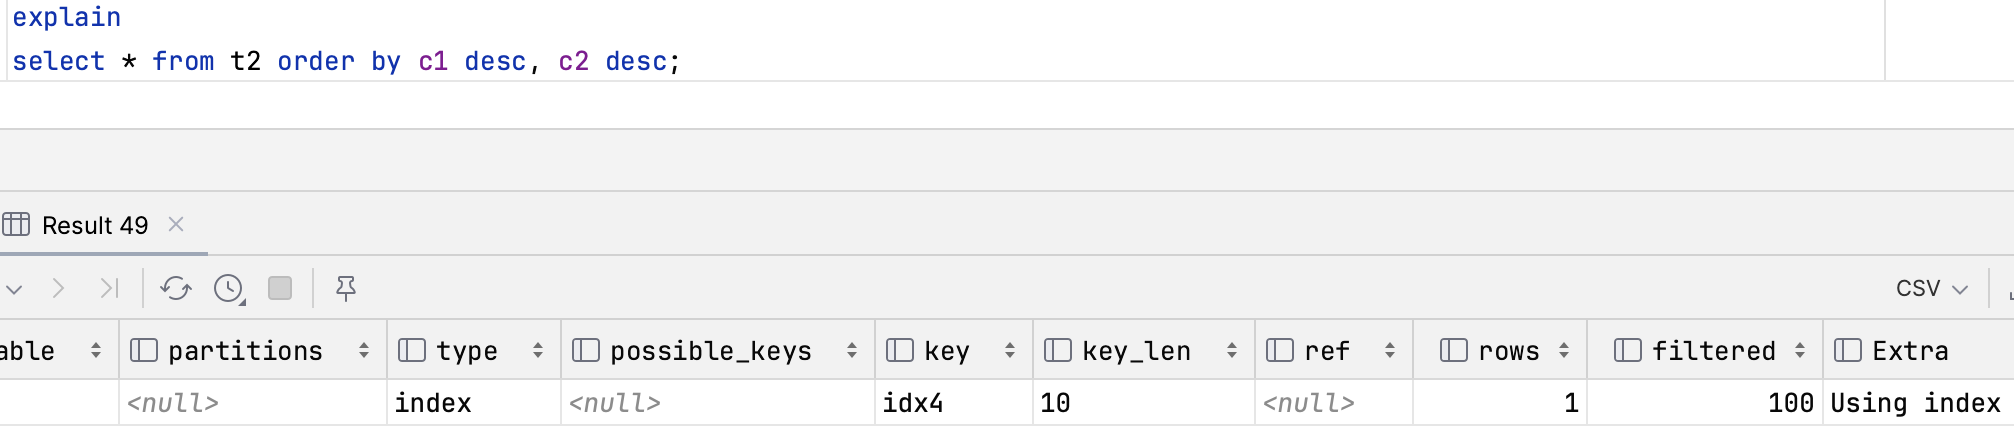 explain
select * from t2 order by c1 desc, c2 desc;
Result 49
CSV
able partitions type possible_keys key key_len ref rows filtered Extra
<null> index <null> idx4 10 <null> 1 100 Using index